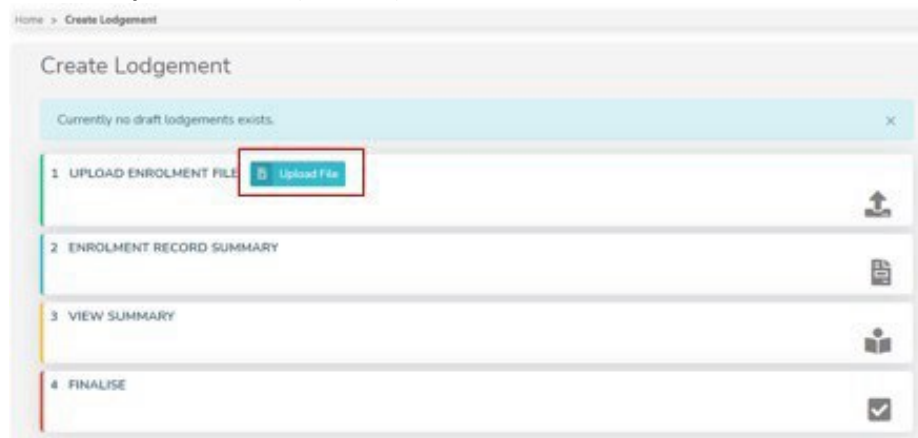 Home > Create Lodgement
Create Lodgement
Currently no draft lodgements exists. ×
1 UPLOAD ENROLMENT FILE Upload File
2 ENROLMENT RECORD SUMMARY
3 VIEW SUMMARY
4 FINALISE